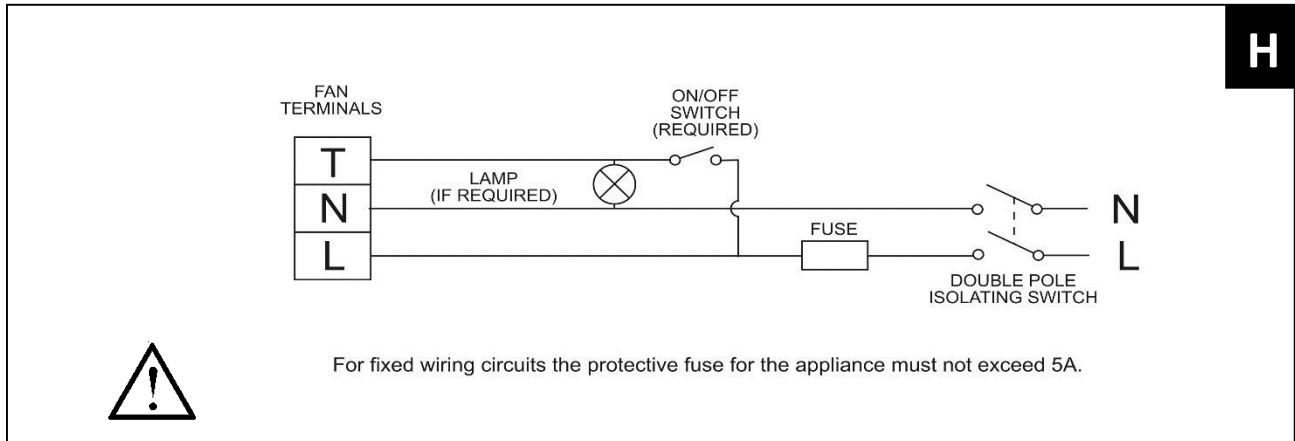 H
FAN
TERMINALS
ON/OFF
SWITCH
(REQUIRED)
T
LAMP
(IF REQUIRED)
N
N
FUSE
L
L
DOUBLE POLE
ISOLATING SWITCH
For fixed wiring circuits the protective fuse for the appliance must not exceed 5A.
!